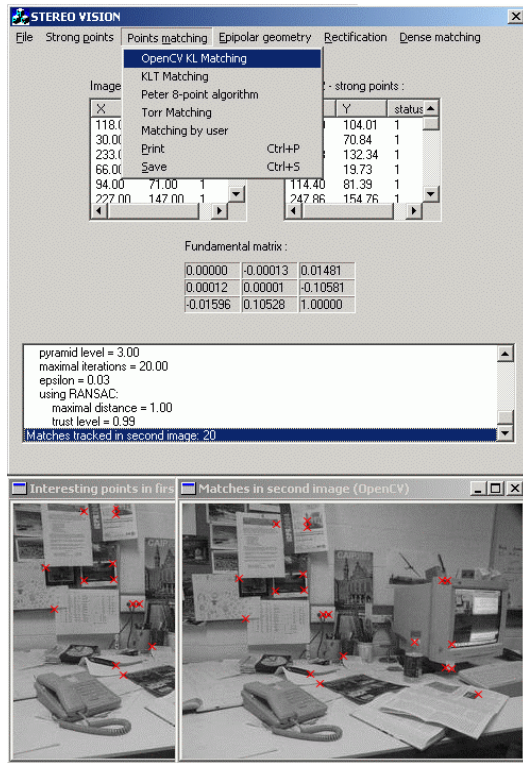 STEREO VISION
File Strong points Points matching Epipolar geometry Rectification Dense matching
OpenCV KL Matching
KLT Matching
Peter 8-point algorithm
Torr Matching
Matching by user
Print Ctrl+P
Save Ctrl+S
Image 2 - strong points :
X Y status
118.0 104.01 1
30.00 70.84 1
233.0 132.34 1
66.00 19.73 1
94.00 71.00 1 114.40 81.39 1
227.00 147.00 1 247.86 154.76 1
Fundamental matrix :
0.00000 -0.00013 0.01481
0.00012 0.00001 -0.10581
-0.01596 0.10528 1.00000
pyramid level = 3.00
maximal iterations = 20.00
epsilon = 0.03
using RANSAC:
maximal distance = 1.00
trust level = 0.99
Matches tracked in second image: 20
Interesting points in firs Matches in second image (OpenCV)